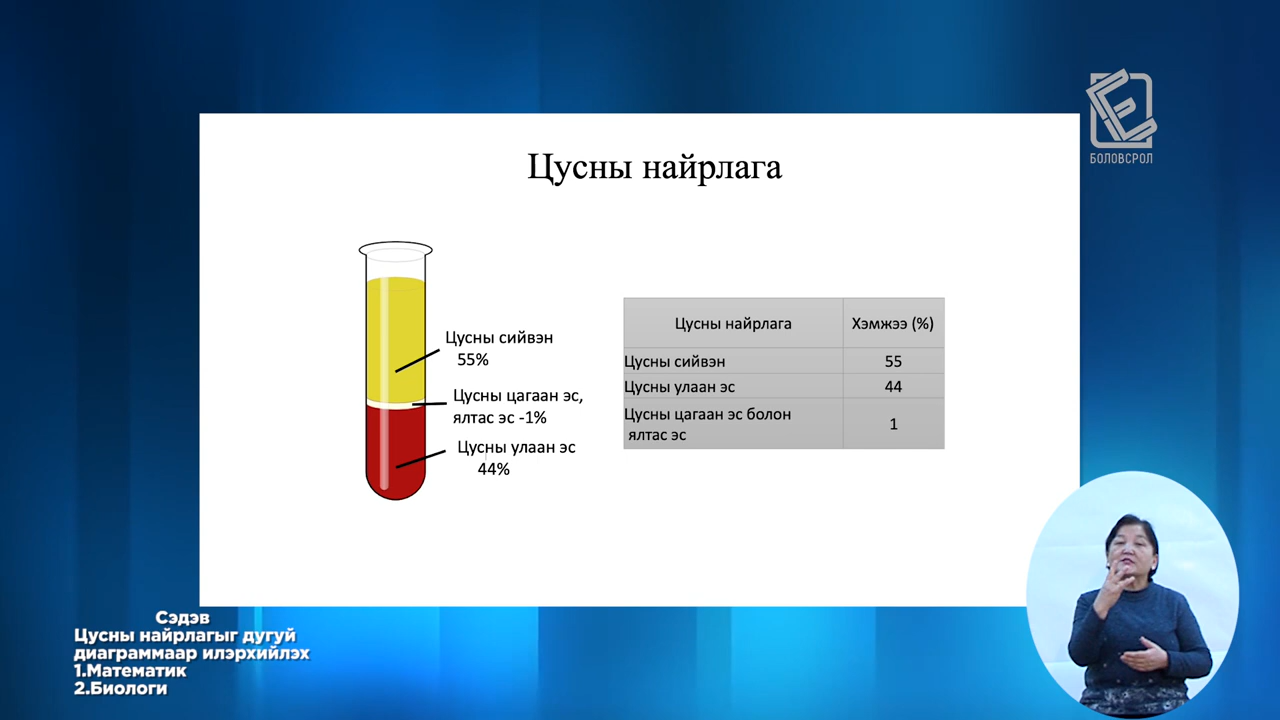 БОЛОВСРОЛ
Цусны найрлага
Цусны сийвэн
55%
Цусны цагаан эс,
ялтас эс -1%
Цусны улаан эс
44%
Цусны найрлага Хэмжээ (%)
Цусны сийвэн 55
Цусны улаан эс 44
Цусны цагаан эс болон
ялтас эс 1
Сэдэв
Цусны найрлагыг дугуй
диаграммаар илэрхийлэх
1.Математик
2.Биологи